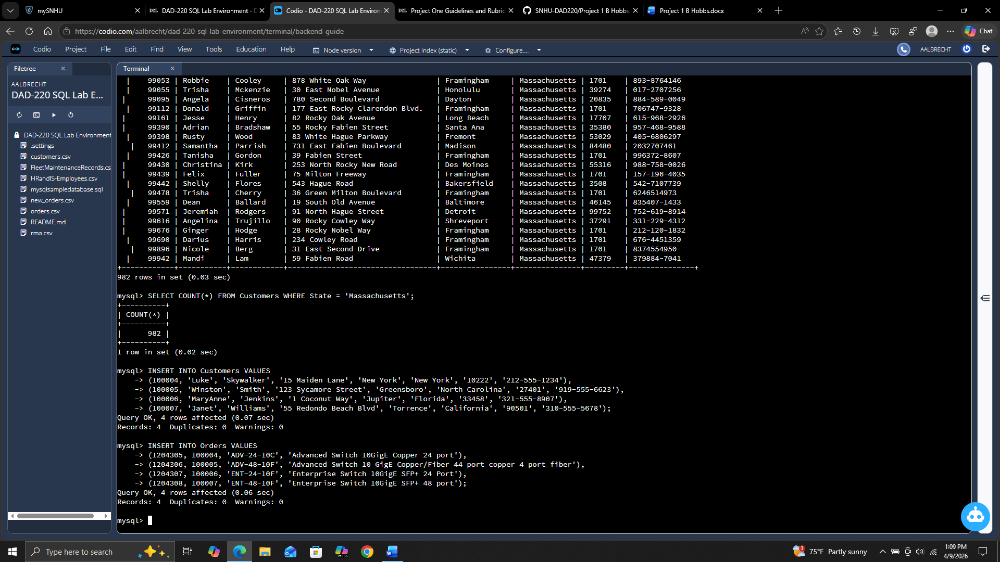 mySNHU
D2L DAD-220 SQL Lab Environment - D
Codio - DAD-220 SQL Lab Environm
D2L Project One Guidelines and Rubric
SNHU-DAD220/Project 1 B Hobbs.
Project 1 B Hobbs.docx
https://codio.com/aalbrecht/dad-220-sql-lab-environment/terminal/backend-guide
Chat
Codio Project File Edit Find View Tools Education Help Node version Project Index (static) Configure.... AALBRECHT
Filetree
AALBRECHT
DAD-220 SQL Lab E...
DAD-220 SQL Lab Environment
.settings
customers.csv
FleetMaintenanceRecords.cs
HRandIS-Employees.csv
mysqlsampledatabase.sql
new_orders.csv
orders.csv
README.md
rma.csv
Terminal
| 99053 | Robbie | Cooley | 878 White Oak Way | Framingham | Massachusetts | 1701 | 893-8764146
| 99055 | Trisha | Mckenzie | 30 East Nobel Avenue | Honolulu | Massachusetts | 39274 | 017-2707256
| 99095 | Angela | Cisneros | 780 Second Boulevard | Dayton | Massachusetts | 20835 | 884-589-0049
| 99112 | Donald | Griffin | 177 East Rocky Clarendon Blvd. | Framingham | Massachusetts | 1701 | 706747-9328
| 99161 | Jesse | Henry | 82 Rocky Oak Avenue | Long Beach | Massachusetts | 17707 | 615-968-2926
| 99390 | Adrian | Bradshaw | 55 Rocky Fabien Street | Santa Ana | Massachusetts | 35380 | 957-468-9588
| 99398 | Rusty | Wood | 83 White Hague Parkway | Fremont | Massachusetts | 53029 | 405-6806297
| 99412 | Samantha | Parrish | 731 East Fabien Boulevard | Madison | Massachusetts | 84480 | 2032707461
| 99426 | Tanisha | Gordon | 39 Fabien Street | Framingham | Massachusetts | 1701 | 996372-8607
| 99430 | Christina | Kirk | 253 North Rocky New Road | Des Moines | Massachusetts | 55316 | 988-758-0026
| 99439 | Felix | Fuller | 75 Milton Freeway | Framingham | Massachusetts | 1701 | 157-196-4035
| 99442 | Shelly | Flores | 543 Hague Road | Bakersfield | Massachusetts | 3508 | 542-7107739
| 99478 | Trisha | Cherry | 36 Green Milton Boulevard | Framingham | Massachusetts | 1701 | 6246514973
| 99559 | Dean | Ballard | 19 South Old Avenue | Baltimore | Massachusetts | 46145 | 835407-1433
| 99571 | Jeremiah | Rodgers | 91 North Hague Street | Detroit | Massachusetts | 99752 | 752-619-8914
| 99616 | Angelina | Trujillo | 90 Rocky Cowley Way | Shreveport | Massachusetts | 37291 | 331-229-4312
| 99676 | Ginger | Hodge | 28 Rocky Nobel Way | Framingham | Massachusetts | 1701 | 212-120-1832
| 99690 | Darius | Harris | 234 Cowley Road | Framingham | Massachusetts | 1701 | 676-4451359
| 99896 | Nicole | Berg | 31 East Second Drive | Framingham | Massachusetts | 1701 | 8374554950
| 99942 | Mandi | Lam | 59 Fabien Road | Wichita | Massachusetts | 47379 | 379884-7041
+------------+-----------+------------+----------------------------------+----------------+---------------+---------+---------------+
982 rows in set (0.03 sec)
mysql> SELECT COUNT(*) FROM Customers WHERE State = 'Massachusetts';
+----------+
| COUNT(*) |
+----------+
| 982 |
+----------+
1 row in set (0.02 sec)
mysql> INSERT INTO Customers VALUES
-> (100004, 'Luke', 'Skywalker', '15 Maiden Lane', 'New York', 'New York', '10222', '212-555-1234'),
-> (100005, 'Winston', 'Smith', '123 Sycamore Street', 'Greensboro', 'North Carolina', '27401', '919-555-6623'),
-> (100006, 'MaryAnne', 'Jenkins', '1 Coconut Way', 'Jupiter', 'Florida', '33458', '321-555-8907'),
-> (100007, 'Janet', 'Williams', '55 Redondo Beach Blvd', 'Torrence', 'California', '90501', '310-555-5678');
Query OK, 4 rows affected (0.07 sec)
Records: 4 Duplicates: 0 Warnings: 0
mysql> INSERT INTO Orders VALUES
-> (1204305, 100004, 'ADV-24-10C', 'Advanced Switch 10GigE Copper 24 port'),
-> (1204306, 100005, 'ADV-48-10F', 'Advanced Switch 10 GigE Copper/Fiber 44 port copper 4 port fiber'),
-> (1204307, 100006, 'ENT-24-10F', 'Enterprise Switch 10GigE SFP+ 24 Port'),
-> (1204308, 100007, 'ENT-48-10F', 'Enterprise Switch 10GigE SFP+ 48 port');
Query OK, 4 rows affected (0.06 sec)
Records: 4 Duplicates: 0 Warnings: 0
mysql>
Type here to search
M365
3
75°F Partly sunny
1:09 PM
4/9/2026